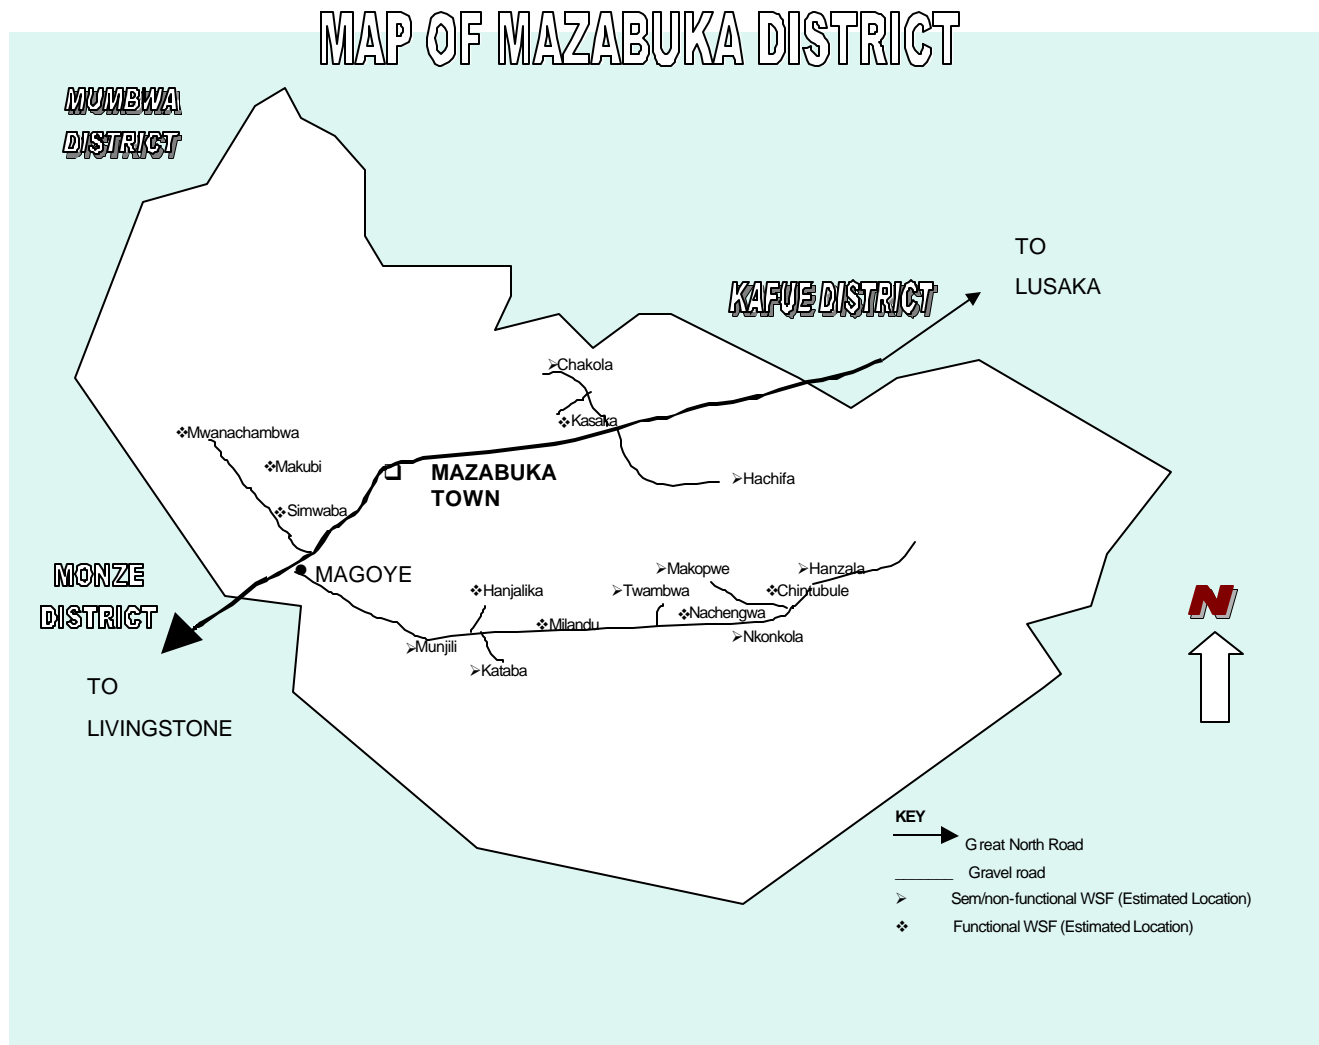 MAP OF MAZABUKA DISTRICT
MUMBWA
DISTRICT
TO
LUSAKA
KAFUE DISTRICT
➢Chakola
❖Kasaka
❖Mwanachambwa
❖Makubi
MAZABUKA
TOWN
➢Hachifa
❖Simwaba
MONZE
DISTRICT
MAGOYE
➢Makopwe
➢Hanzala
❖Hanjalika
➢Twambwa
❖Chintubule
❖Nachengwa
❖Milandu
➢Nkonkola
➢Munjili
➢Kataba
N
TO
LIVINGSTONE
KEY
Great North Road
Gravel road
➢ Sem/non-functional WSF (Estimated Location)
❖ Functional WSF (Estimated Location)